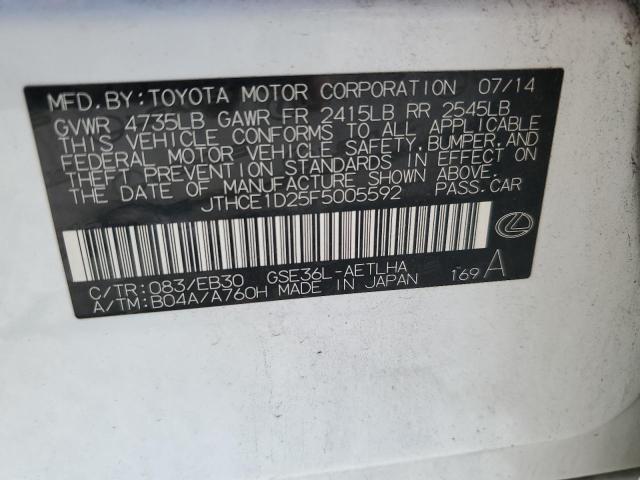 MFD.BY:TOYOTA MOTOR CORPORATION 07/14
GVWR 4735LB GAWR FR 2415LB RR 2545LB
THIS VEHICLE CONFORMS TO ALL APPLICABLE
FEDERAL MOTOR VEHICLE SAFETY,BUMPER,AND
THEFT PREVENTION STANDARDS IN EFFECT ON
THE DATE OF MANUFACTURE SHOWN ABOVE.
JTHCE1D25F5005592 PASS.CAR
C/TR:083/EB30 GSE36L-AETLHA
A/TM:B04A/A760H MADE IN JAPAN 169 A